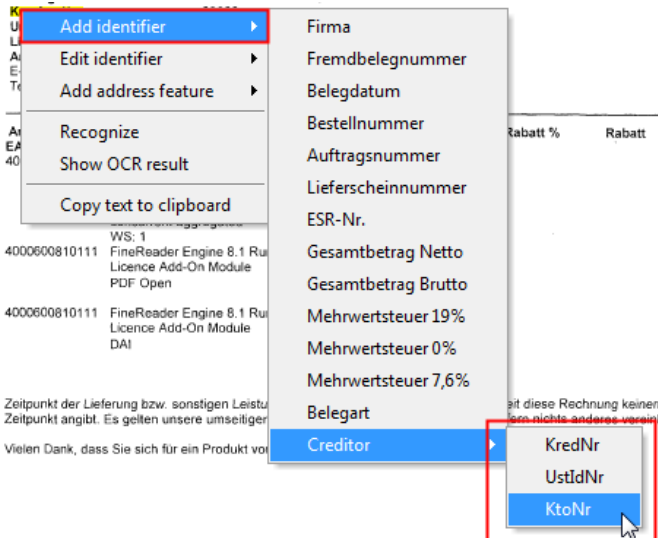 Add identifier
Edit identifier
Add address feature
Recognize
Show OCR result
Copy text to clipboard
Firma
Fremdbelegnummer
Belegdatum
Bestellnummer
Auftragsnummer
Lieferscheinnummer
ESR-Nr.
Gesamtbetrag Netto
Gesamtbetrag Brutto
Mehrwertsteuer 19%
Mehrwertsteuer 0%
Mehrwertsteuer 7,6%
Belegart
Creditor
KredNr
UstIdNr
KtoNr
Rabatt % Rabatt
WS: 1
4000600810111 FineReader Engine 8.1 Ru
Licence Add-On Module
PDF Open
4000600810111 FineReader Engine 8.1 Ru
Licence Add-On Module
DAI
Zeitpunkt der Lieferung bzw. sonstigen Leistu eit diese Rechnung keinen
Zeitpunkt angibt. Es gelten unsere umseitiger fern nichts anderes verein
Vielen Dank, dass Sie sich für ein Produkt vo